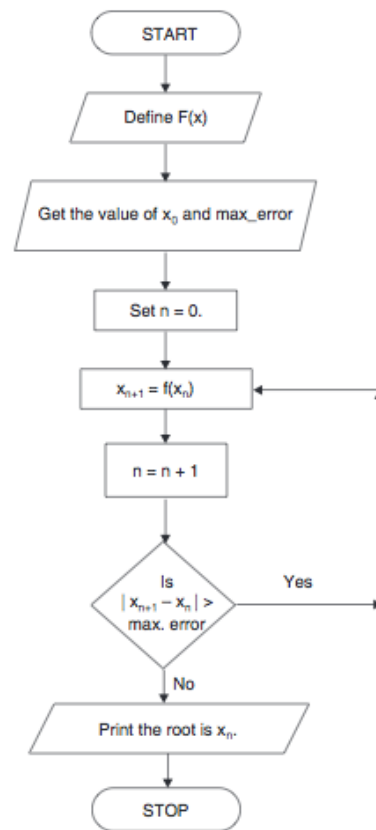 START
Define F(x)
Get the value of x₀ and max_error
Set n = 0.
xₙ₊₁ = f(xₙ)
n = n + 1
Is
| xₙ₊₁ – xₙ | >
max. error
Yes
No
Print the root is xₙ.
STOP